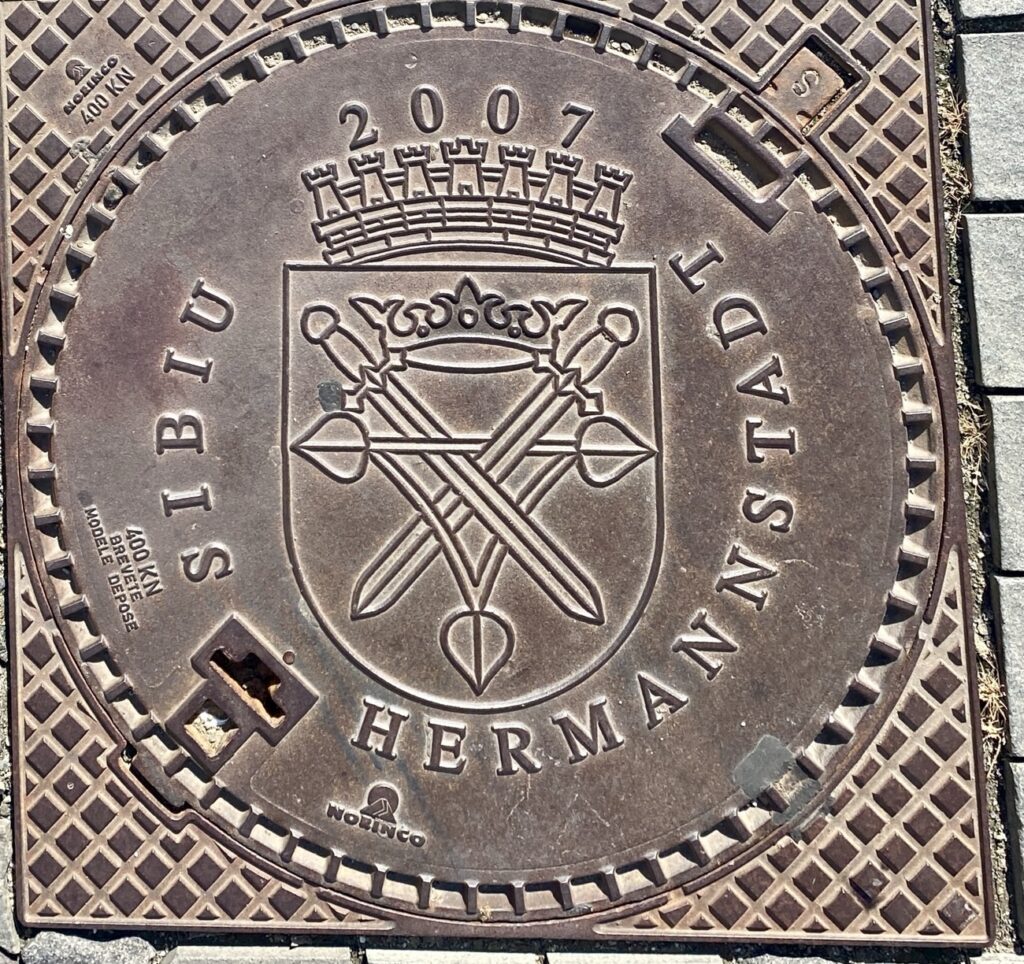 NORINCO
400 KN
2007
S
SIBIU
HERMANNSTADT
400 KN
BREVETE
MODELE DEPOSE
NORINCO